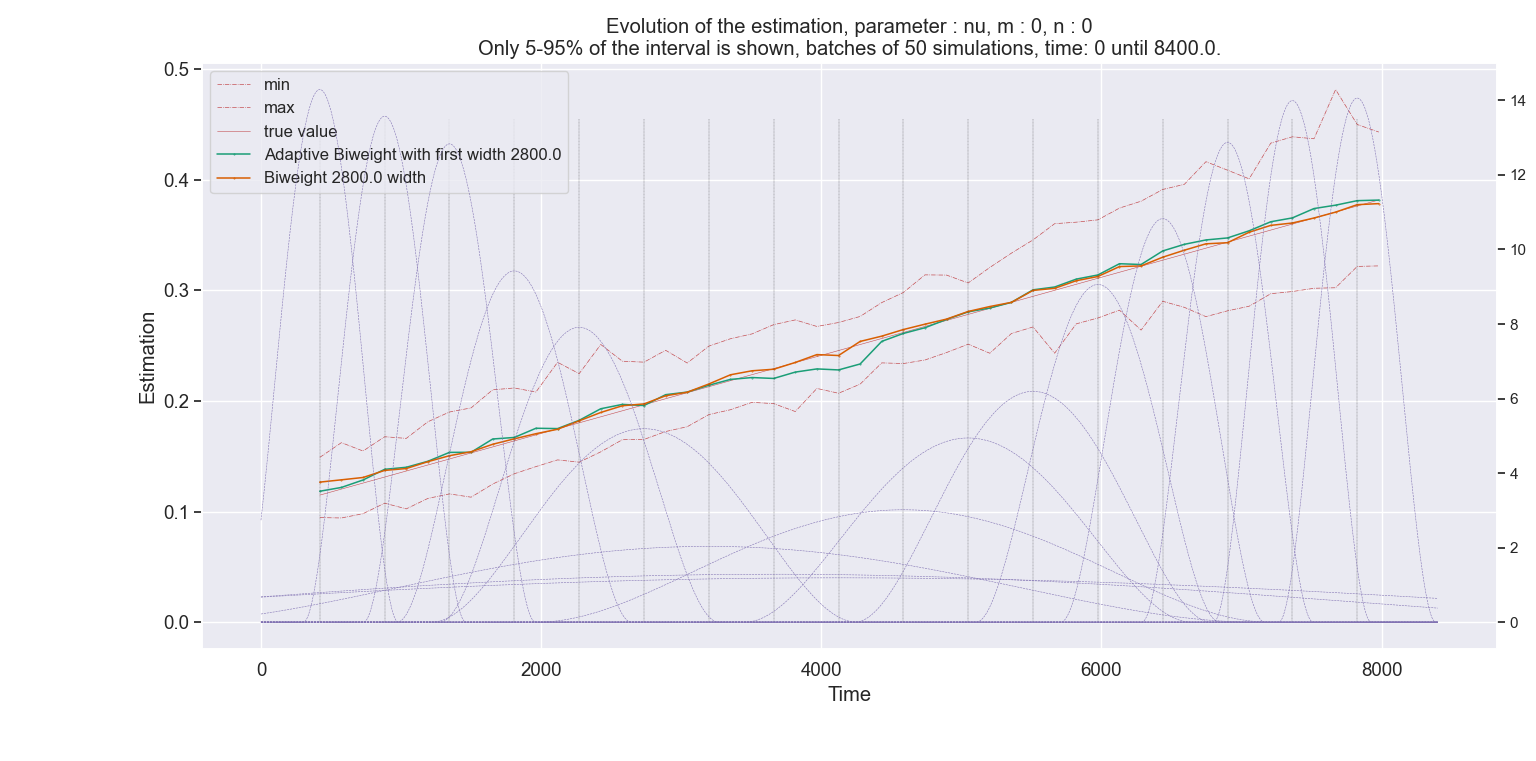 Evolution of the estimation, parameter : nu, m : 0, n : 0
Only 5-95% of the interval is shown, batches of 50 simulations, time: 0 until 8400.0.
min
max
true value
Adaptive Biweight with first width 2800.0
Biweight 2800.0 width
0.5
0.4
0.3
0.2
0.1
0.0
Estimation
14
12
10
8
6
4
2
0
0
2000
4000
6000
8000
Time